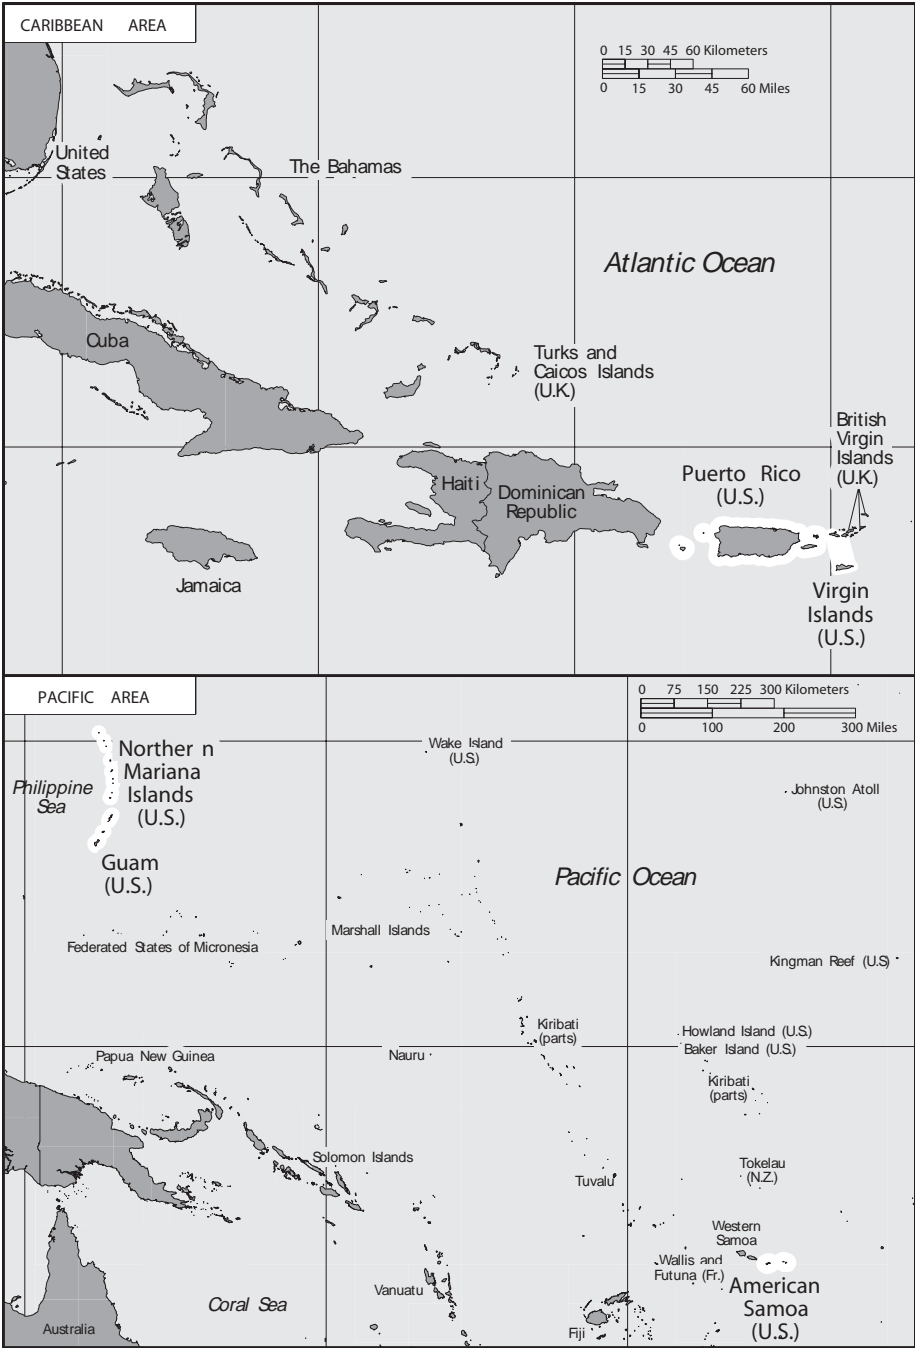 CARIBBEAN AREA
0 15 30 45 60 Kilometers
0 15 30 45 60 Miles
United
States
The Bahamas
Atlantic Ocean
Cuba
Turks and
Caicos Islands
(U.K.)
British
Virgin
Islands
(U.K.)
Puerto Rico
(U.S.)
Haiti
Dominican
Republic
Jamaica
Virgin
Islands
(U.S.)
PACIFIC AREA
0 75 150 225 300 Kilometers
0 100 200 300 Miles
Norther n
Mariana
Islands
(U.S.)
Philippine
Sea
Wake Island
(U.S.)
Johnston Atoll
(U.S.)
Guam
(U.S.)
Pacific Ocean
Marshall Islands
Federated States of Micronesia
Kingman Reef (U.S)
Kiribati
(parts)
Howland Island (U.S.)
Baker Island (U.S.)
Papua New Guinea
Nauru
Kiribati
(parts)
Solomon Islands
Tokelau
(N.Z.)
Tuvalu
Western
Samoa
Wallis and
Futuna (Fr.)
American
Samoa
(U.S.)
Vanuatu
Coral Sea
Fiji
Australia